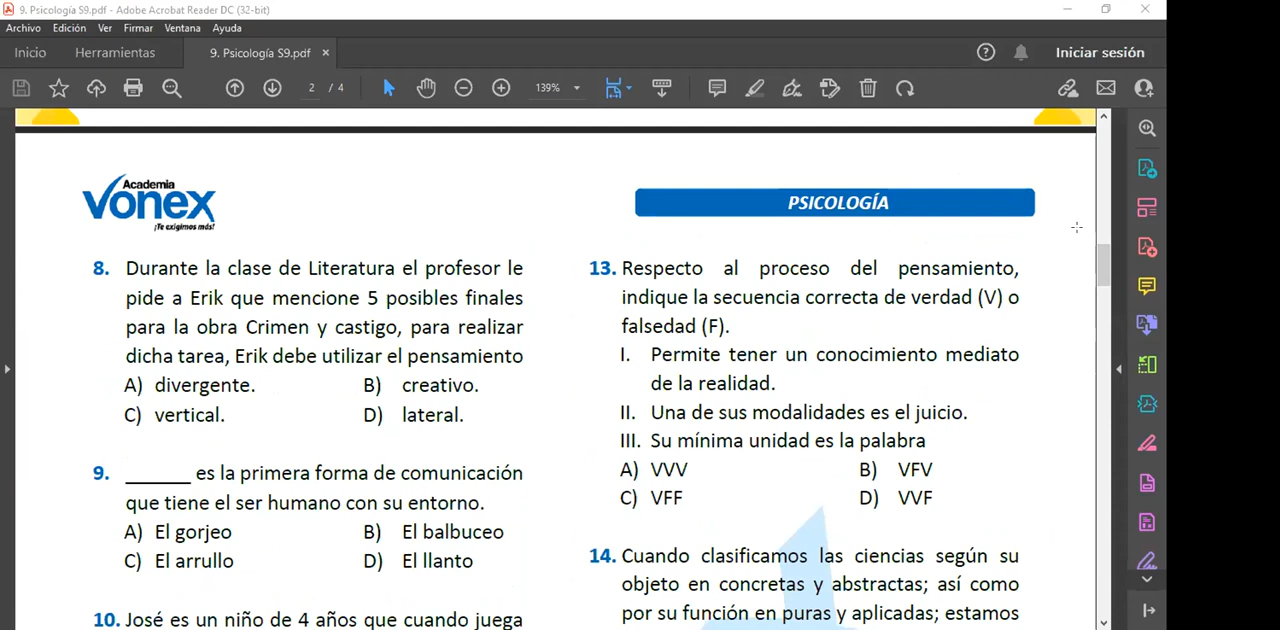 9. Psicología S9.pdf - Adobe Acrobat Reader DC (32-bit)
Archivo Edición Ver Firmar Ventana Ayuda
Inicio Herramientas 9. Psicología S9.pdf × Iniciar sesión
2 / 4 139%
Academia
Vonex
¡Te exigimos más!
PSICOLOGÍA
8. Durante la clase de Literatura el profesor le
pide a Erik que mencione 5 posibles finales
para la obra Crimen y castigo, para realizar
dicha tarea, Erik debe utilizar el pensamiento
A) divergente. B) creativo.
C) vertical. D) lateral.
9. ______ es la primera forma de comunicación
que tiene el ser humano con su entorno.
A) El gorjeo B) El balbuceo
C) El arrullo D) El llanto
10. José es un niño de 4 años que cuando juega
13. Respecto al proceso del pensamiento,
indique la secuencia correcta de verdad (V) o
falsedad (F).
I. Permite tener un conocimiento mediato
de la realidad.
II. Una de sus modalidades es el juicio.
III. Su mínima unidad es la palabra
A) VVV B) VFV
C) VFF D) VVF
14. Cuando clasificamos las ciencias según su
objeto en concretas y abstractas; así como
por su función en puras y aplicadas; estamos